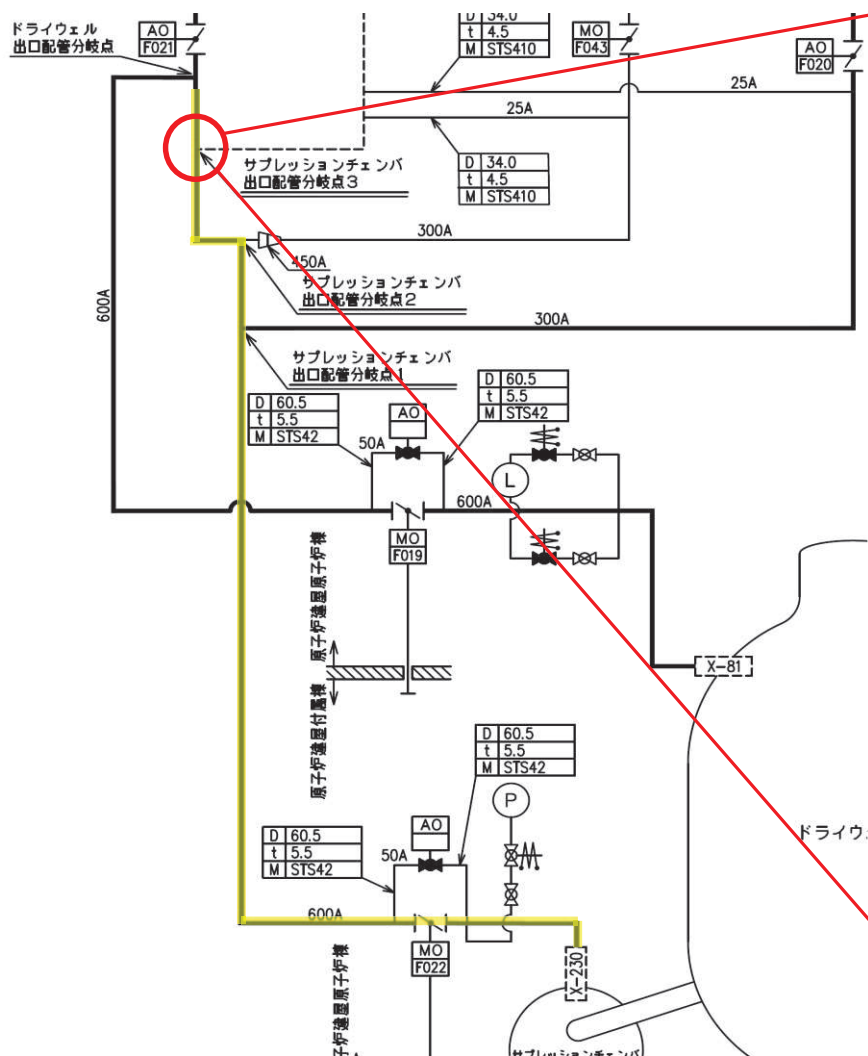 ドライウェル
出口配管分岐点
AO
F021
D 34.0
t 4.5
M STS410
MO
F043
AO
F020
25A
25A
サプレッションチェンバ
出口配管分岐点3
D 34.0
t 4.5
M STS410
300A
450A
サプレッションチェンバ
出口配管分岐点2
600A
300A
サプレッションチェンバ
出口配管分岐点1
D 60.5
t 5.5
M STS42
50A
AO
D 60.5
t 5.5
M STS42
L
600A
MO
F019
原子炉建屋原子炉棟
原子炉建屋付属棟
X-81
D 60.5
t 5.5
M STS42
P
ドライウ
D 60.5
t 5.5
M STS42
50A
AO
600A
MO
F022
X-230
子炉建屋原子炉棟
サプレッションチェンバ